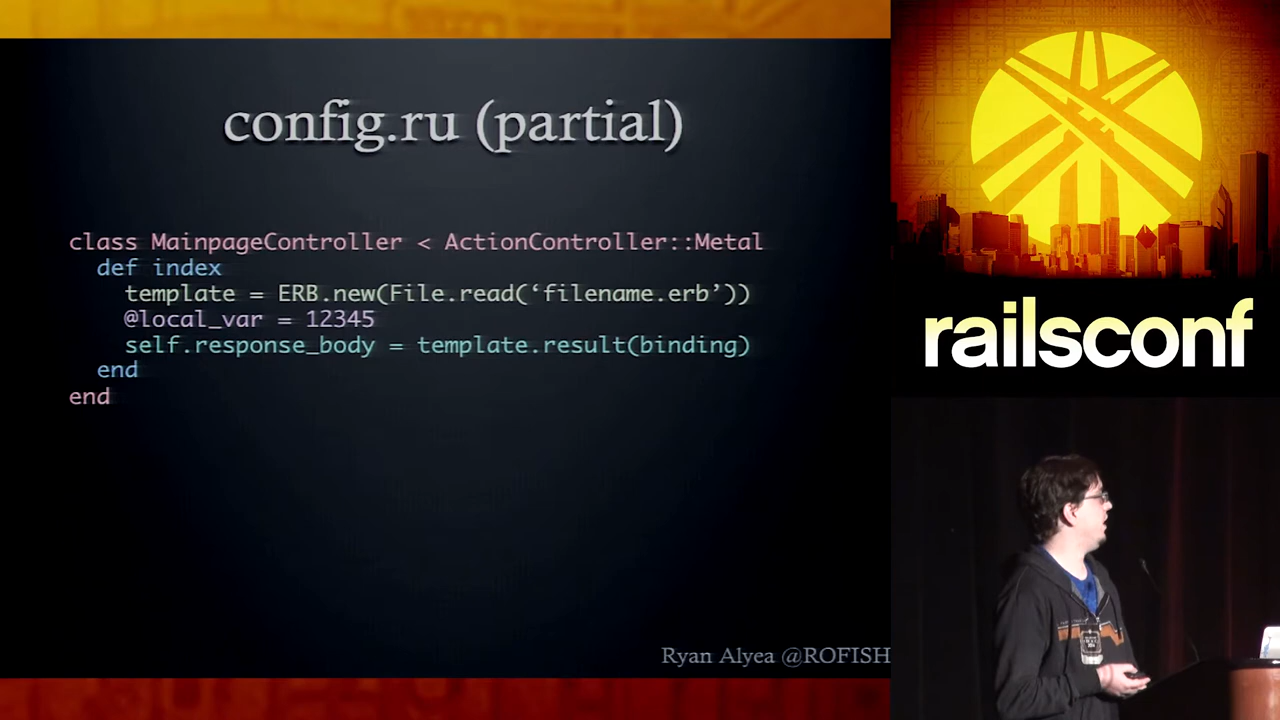 config.ru (partial)
class MainpageController < ActionController::Metal
  def index
    template = ERB.new(File.read(‘filename.erb’))
    @local_var = 12345
    self.response_body = template.result(binding)
  end
end
Ryan Alyea @ROFISH
railsconf